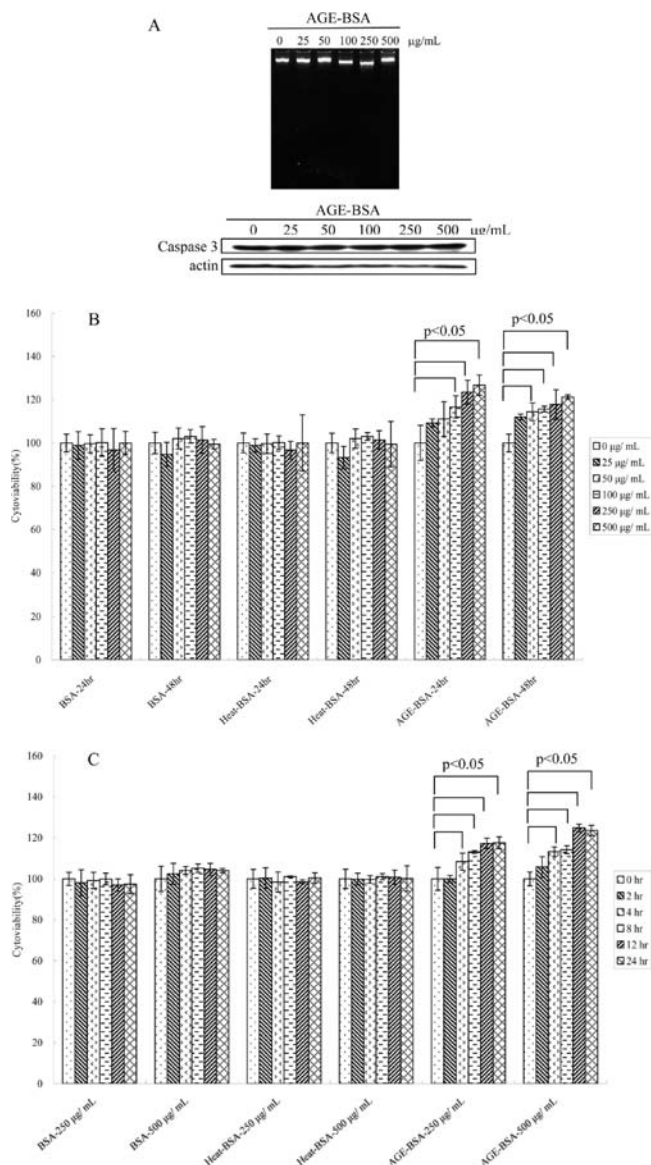 A
AGE-BSA
0 25 50 100 250 500 μg/mL
AGE-BSA
0 25 50 100 250 500 μg/mL
Caspase 3
actin
B
p<0.05
p<0.05
160
140
120
100
80
60
40
20
0
Cytoviability(%)
0 μg/ mL
25 μg/ mL
50 μg/ mL
100 μg/ mL
250 μg/ mL
500 μg/ mL
BSA-24hr
BSA-48hr
Heat-BSA-24hr
Heat-BSA-48hr
AGE-BSA-24hr
AGE-BSA-48hr
C
p<0.05
p<0.05
160
140
120
100
80
60
40
20
0
Cytoviability(%)
0 hr
2 hr
4 hr
8 hr
12 hr
24 hr
BSA-250 μg/ mL
BSA-500 μg/ mL
Heat-BSA-250 μg/ mL
Heat-BSA-500 μg/ mL
AGE-BSA-250 μg/ mL
AGE-BSA-500 μg/ mL